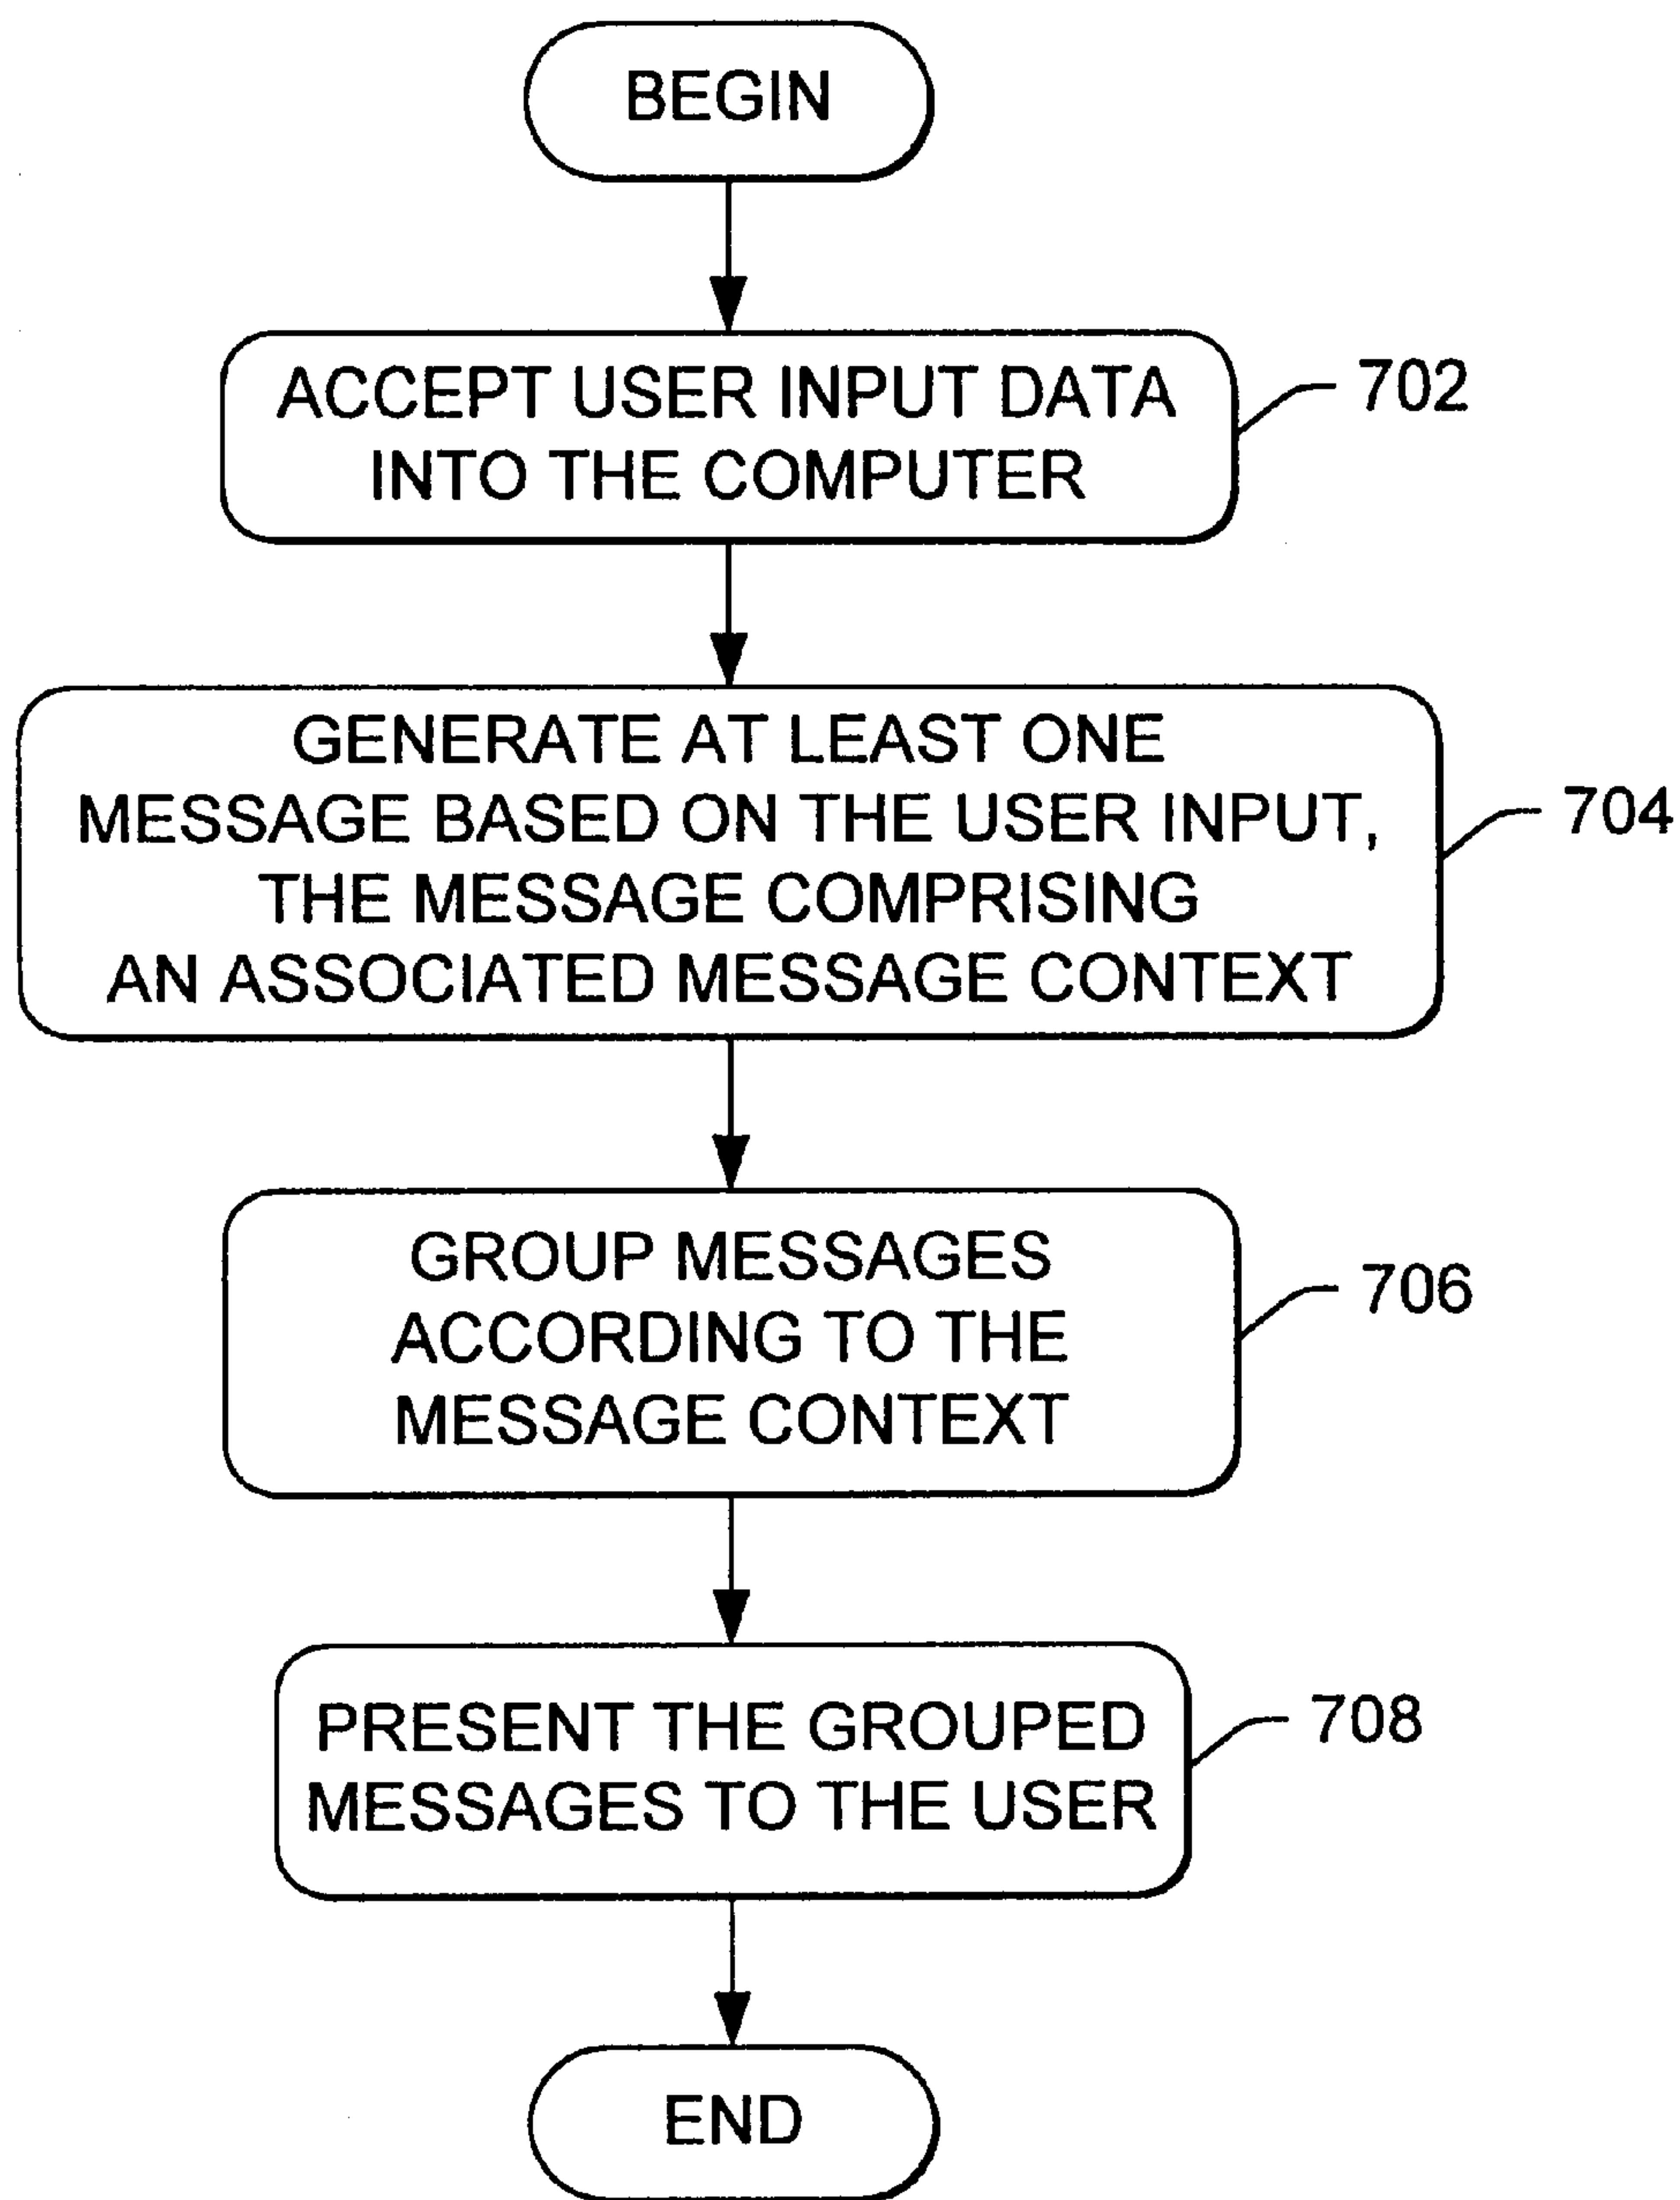 BEGIN
ACCEPT USER INPUT DATA
INTO THE COMPUTER
702
GENERATE AT LEAST ONE
MESSAGE BASED ON THE USER INPUT,
THE MESSAGE COMPRISING
AN ASSOCIATED MESSAGE CONTEXT
704
GROUP MESSAGES
ACCORDING TO THE
MESSAGE CONTEXT
706
PRESENT THE GROUPED
MESSAGES TO THE USER
708
END